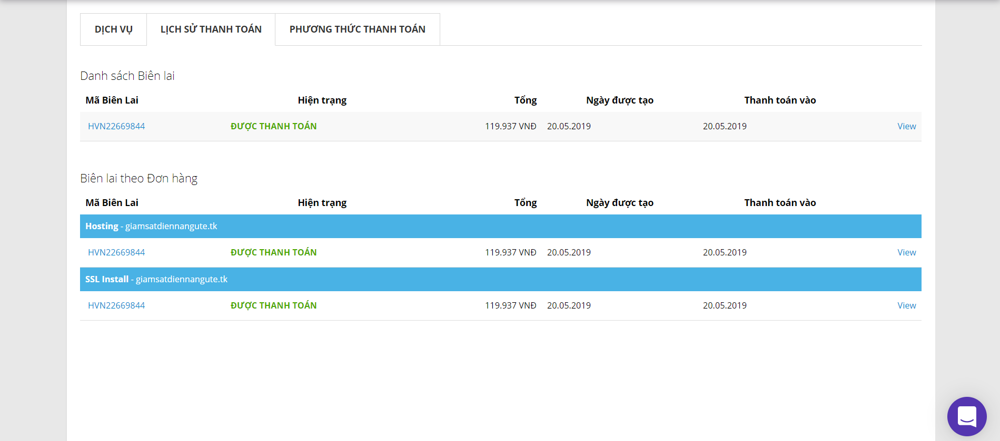 DỊCH VỤ LỊCH SỬ THANH TOÁN PHƯƠNG THỨC THANH TOÁN
Danh sách Biên lai
Mã Biên Lai Hiện trạng Tổng Ngày được tạo Thanh toán vào
HVN22669844 ĐƯỢC THANH TOÁN 119.937 VNĐ 20.05.2019 20.05.2019 View
Biên lai theo Đơn hàng
Mã Biên Lai Hiện trạng Tổng Ngày được tạo Thanh toán vào
Hosting - giamsatdiennangute.tk
HVN22669844 ĐƯỢC THANH TOÁN 119.937 VNĐ 20.05.2019 20.05.2019 View
SSL Install - giamsatdiennangute.tk
HVN22669844 ĐƯỢC THANH TOÁN 119.937 VNĐ 20.05.2019 20.05.2019 View